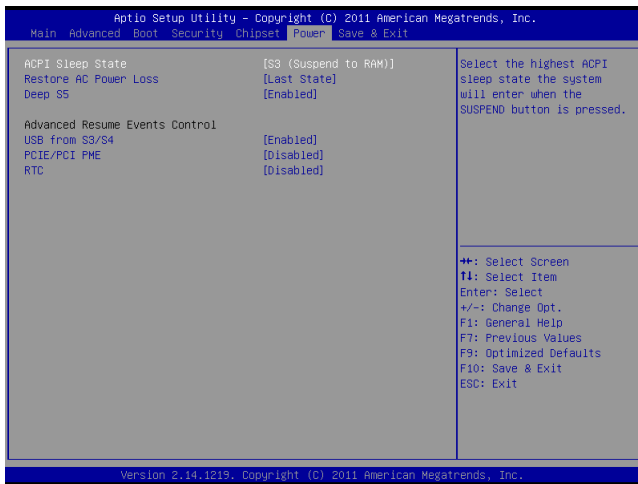 Aptio Setup Utility – Copyright (C) 2011 American Megatrends, Inc.
Main Advanced Boot Security Chipset Power Save & Exit
ACPI Sleep State [S3 (Suspend to RAM)]
Restore AC Power Loss [Last State]
Deep S5 [Enabled]
Advanced Resume Events Control
USB from S3/S4 [Enabled]
PCIE/PCI PME [Disabled]
RTC [Disabled]
Select the highest ACPI
sleep state the system
will enter when the
SUSPEND button is pressed.
→←: Select Screen
↑↓: Select Item
Enter: Select
+/-: Change Opt.
F1: General Help
F7: Previous Values
F9: Optimized Defaults
F10: Save & Exit
ESC: Exit
Version 2.14.1219. Copyright (C) 2011 American Megatrends, Inc.